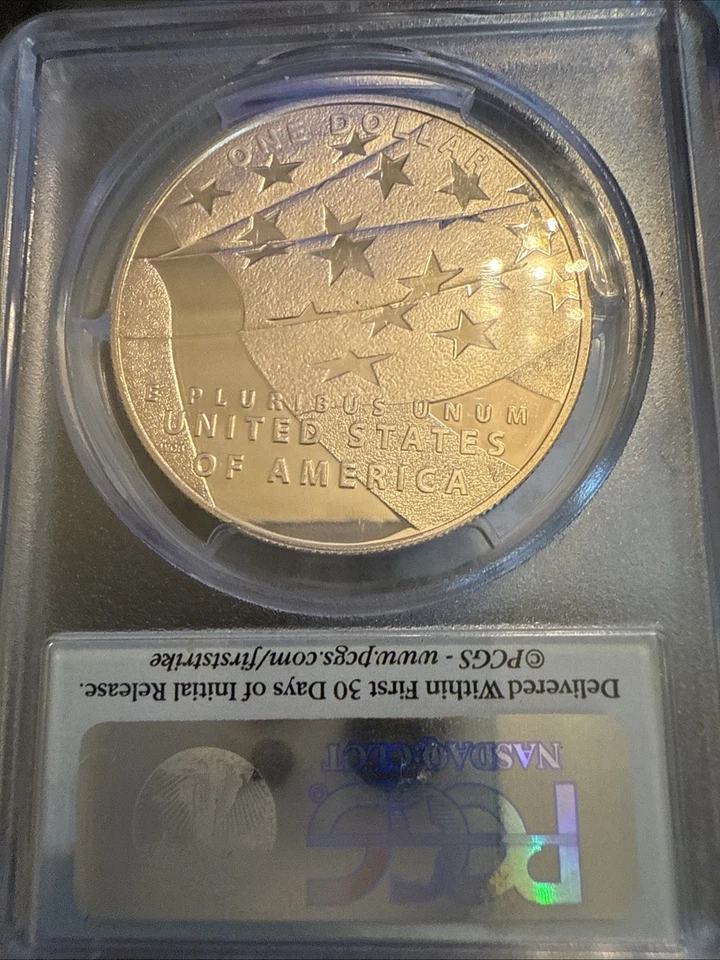 ONE DOLLAR
E PLURIBUS UNUM
UNITED STATES
OF AMERICA
PCGS
NASDAQ:CLCT
Delivered Within First 30 Days of Initial Release.
©PCGS - www.pcgs.com/firststrike